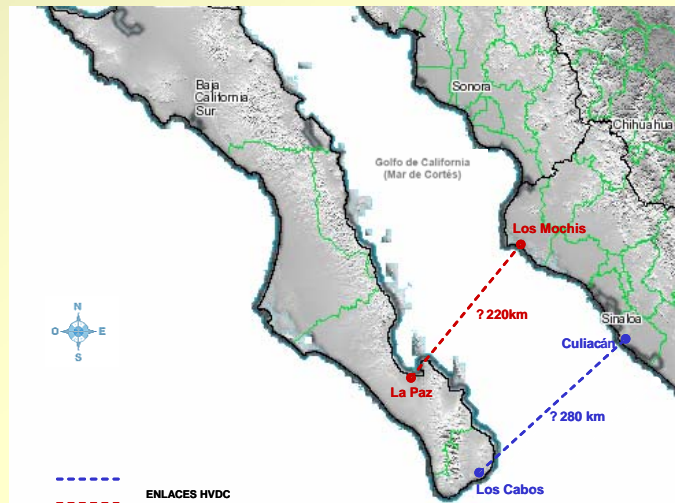 Baja
California
Sur
Sonora
Chihuahua
Golfo de California
(Mar de Cortés)
Los Mochis
? 220km
Sinaloa
Culiacán
N
O
E
S
La Paz
? 280 km
Los Cabos
ENLACES HVDC